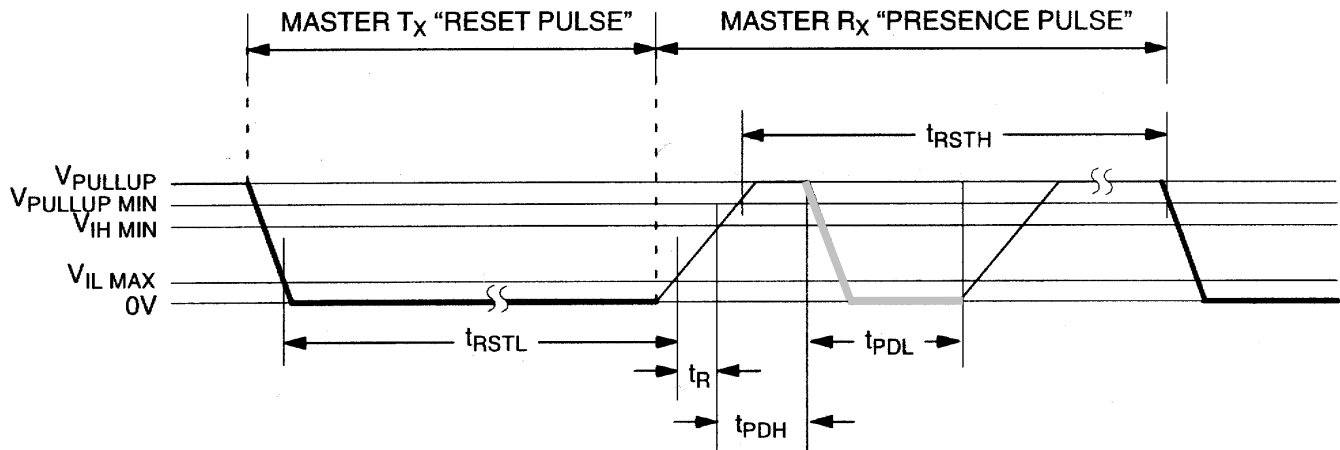 MASTER TX “RESET PULSE”
MASTER RX “PRESENCE PULSE”
tRSTH
VPULLUP
VPULLUP MIN
VIH MIN
VIL MAX
0V
tRSTL
tPDL
tR
tPDH